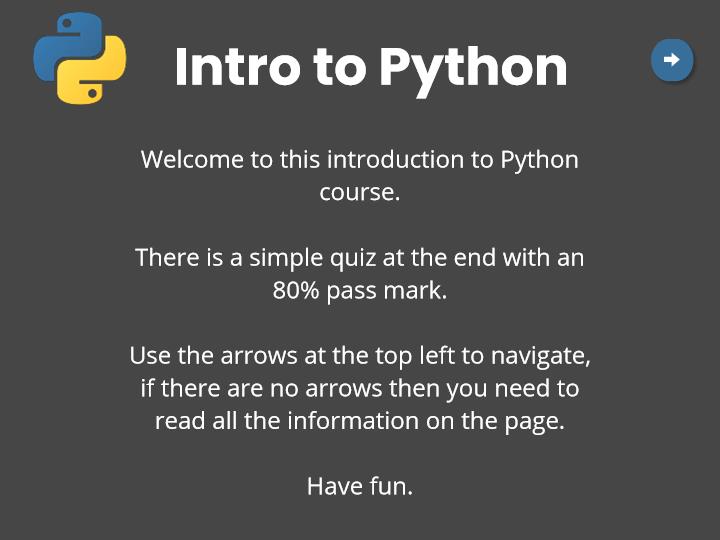 Intro to Python
Welcome to this introduction to Python
course.
There is a simple quiz at the end with an
80% pass mark.
Use the arrows at the top left to navigate,
if there are no arrows then you need to
read all the information on the page.
Have fun.